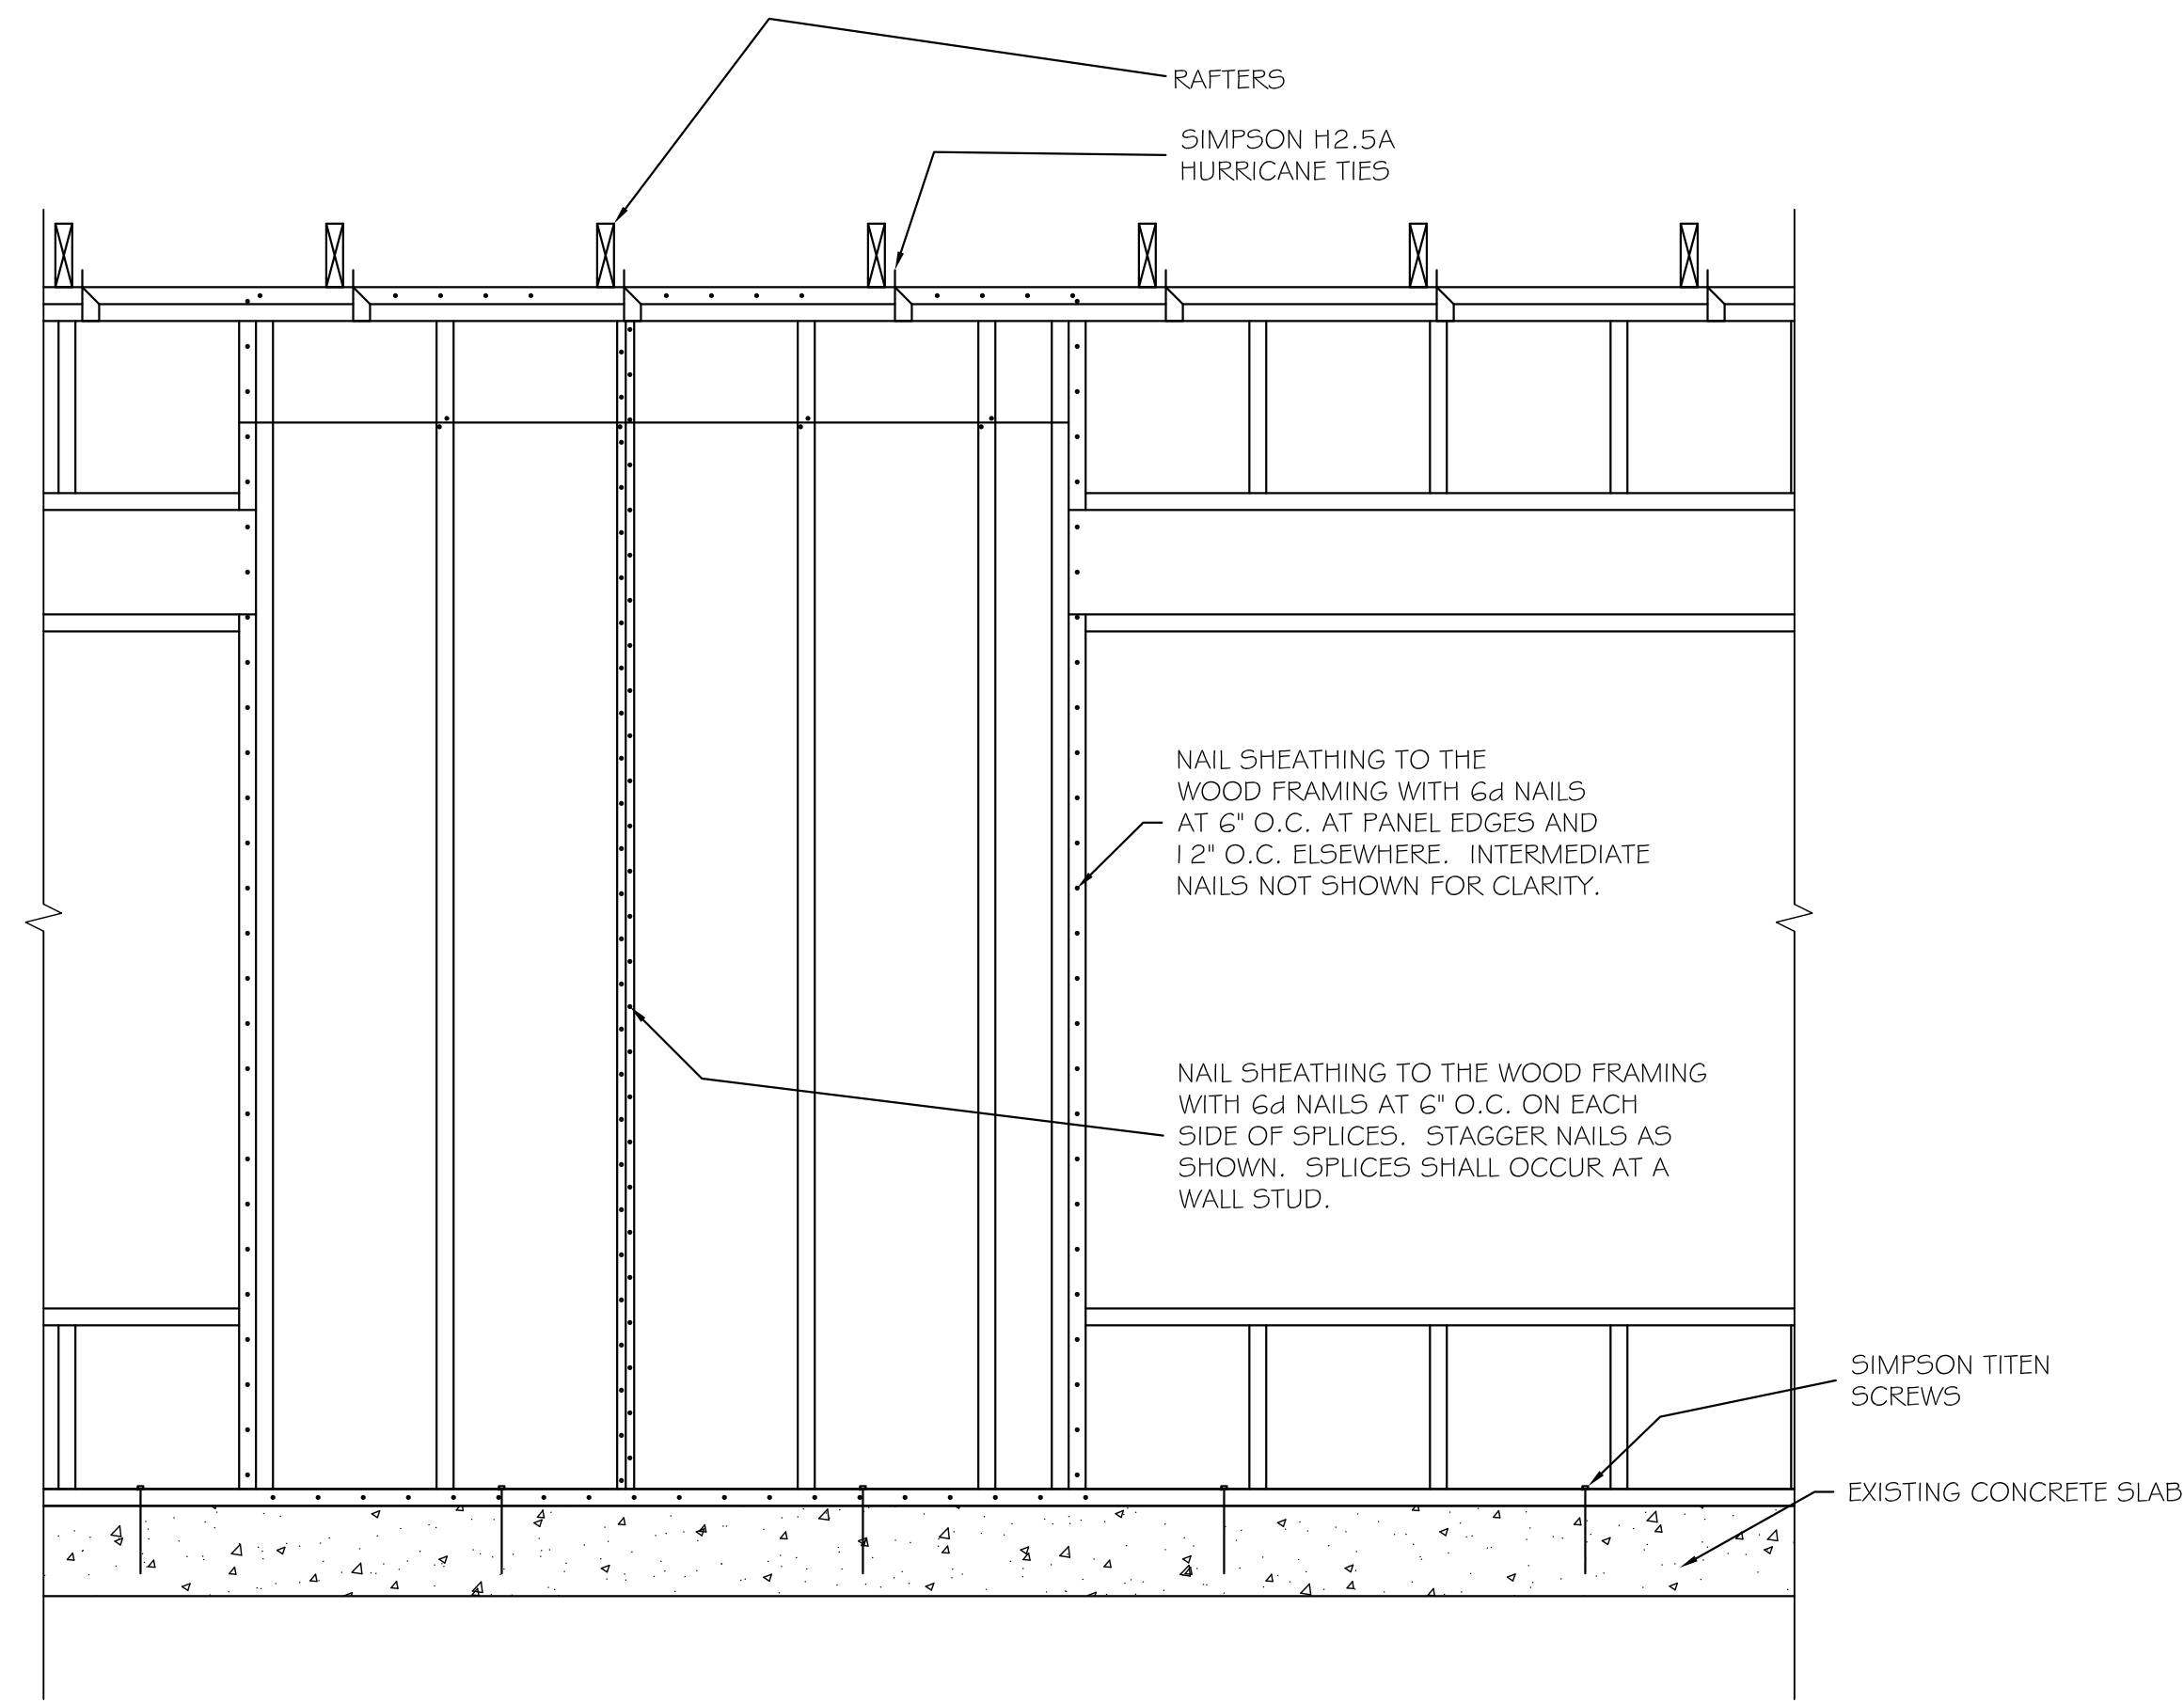 RAFTERS
SIMPSON H2.5A
HURRICANE TIES
NAIL SHEATHING TO THE
WOOD FRAMING WITH 6d NAILS
AT 6" O.C. AT PANEL EDGES AND
12" O.C. ELSEWHERE. INTERMEDIATE
NAILS NOT SHOWN FOR CLARITY.
NAIL SHEATHING TO THE WOOD FRAMING
WITH 6d NAILS AT 6" O.C. ON EACH
SIDE OF SPLICES. STAGGER NAILS AS
SHOWN. SPLICES SHALL OCCUR AT A
WALL STUD.
SIMPSON TITEN
SCREWS
EXISTING CONCRETE SLAB